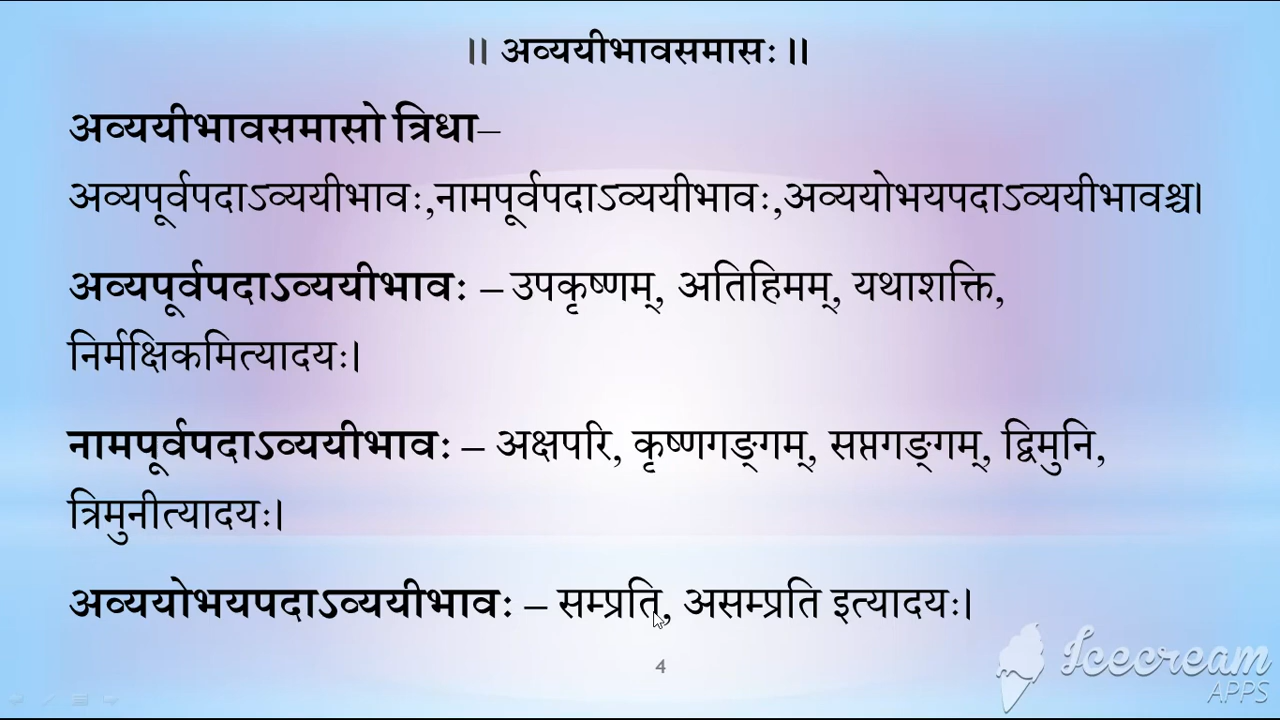 ॥ अव्ययीभावसमासः ॥
अव्ययीभावसमासो त्रिधा–
अव्यपूर्वपदाऽव्ययीभावः,नामपूर्वपदाऽव्ययीभावः,अव्ययोभयपदाऽव्ययीभावश्च।
अव्यपूर्वपदाऽव्ययीभावः – उपकृष्णम्, अतिहिमम्, यथाशक्ति,
निर्मक्षिकमित्यादयः।
नामपूर्वपदाऽव्ययीभावः – अक्षपरि, कृष्णगङ्गम्, सप्तगङ्गम्, द्विमुनि,
त्रिमुनीत्यादयः।
अव्ययोभयपदाऽव्ययीभावः – सम्प्रति, असम्प्रति इत्यादयः।
4
Icecream
APPS